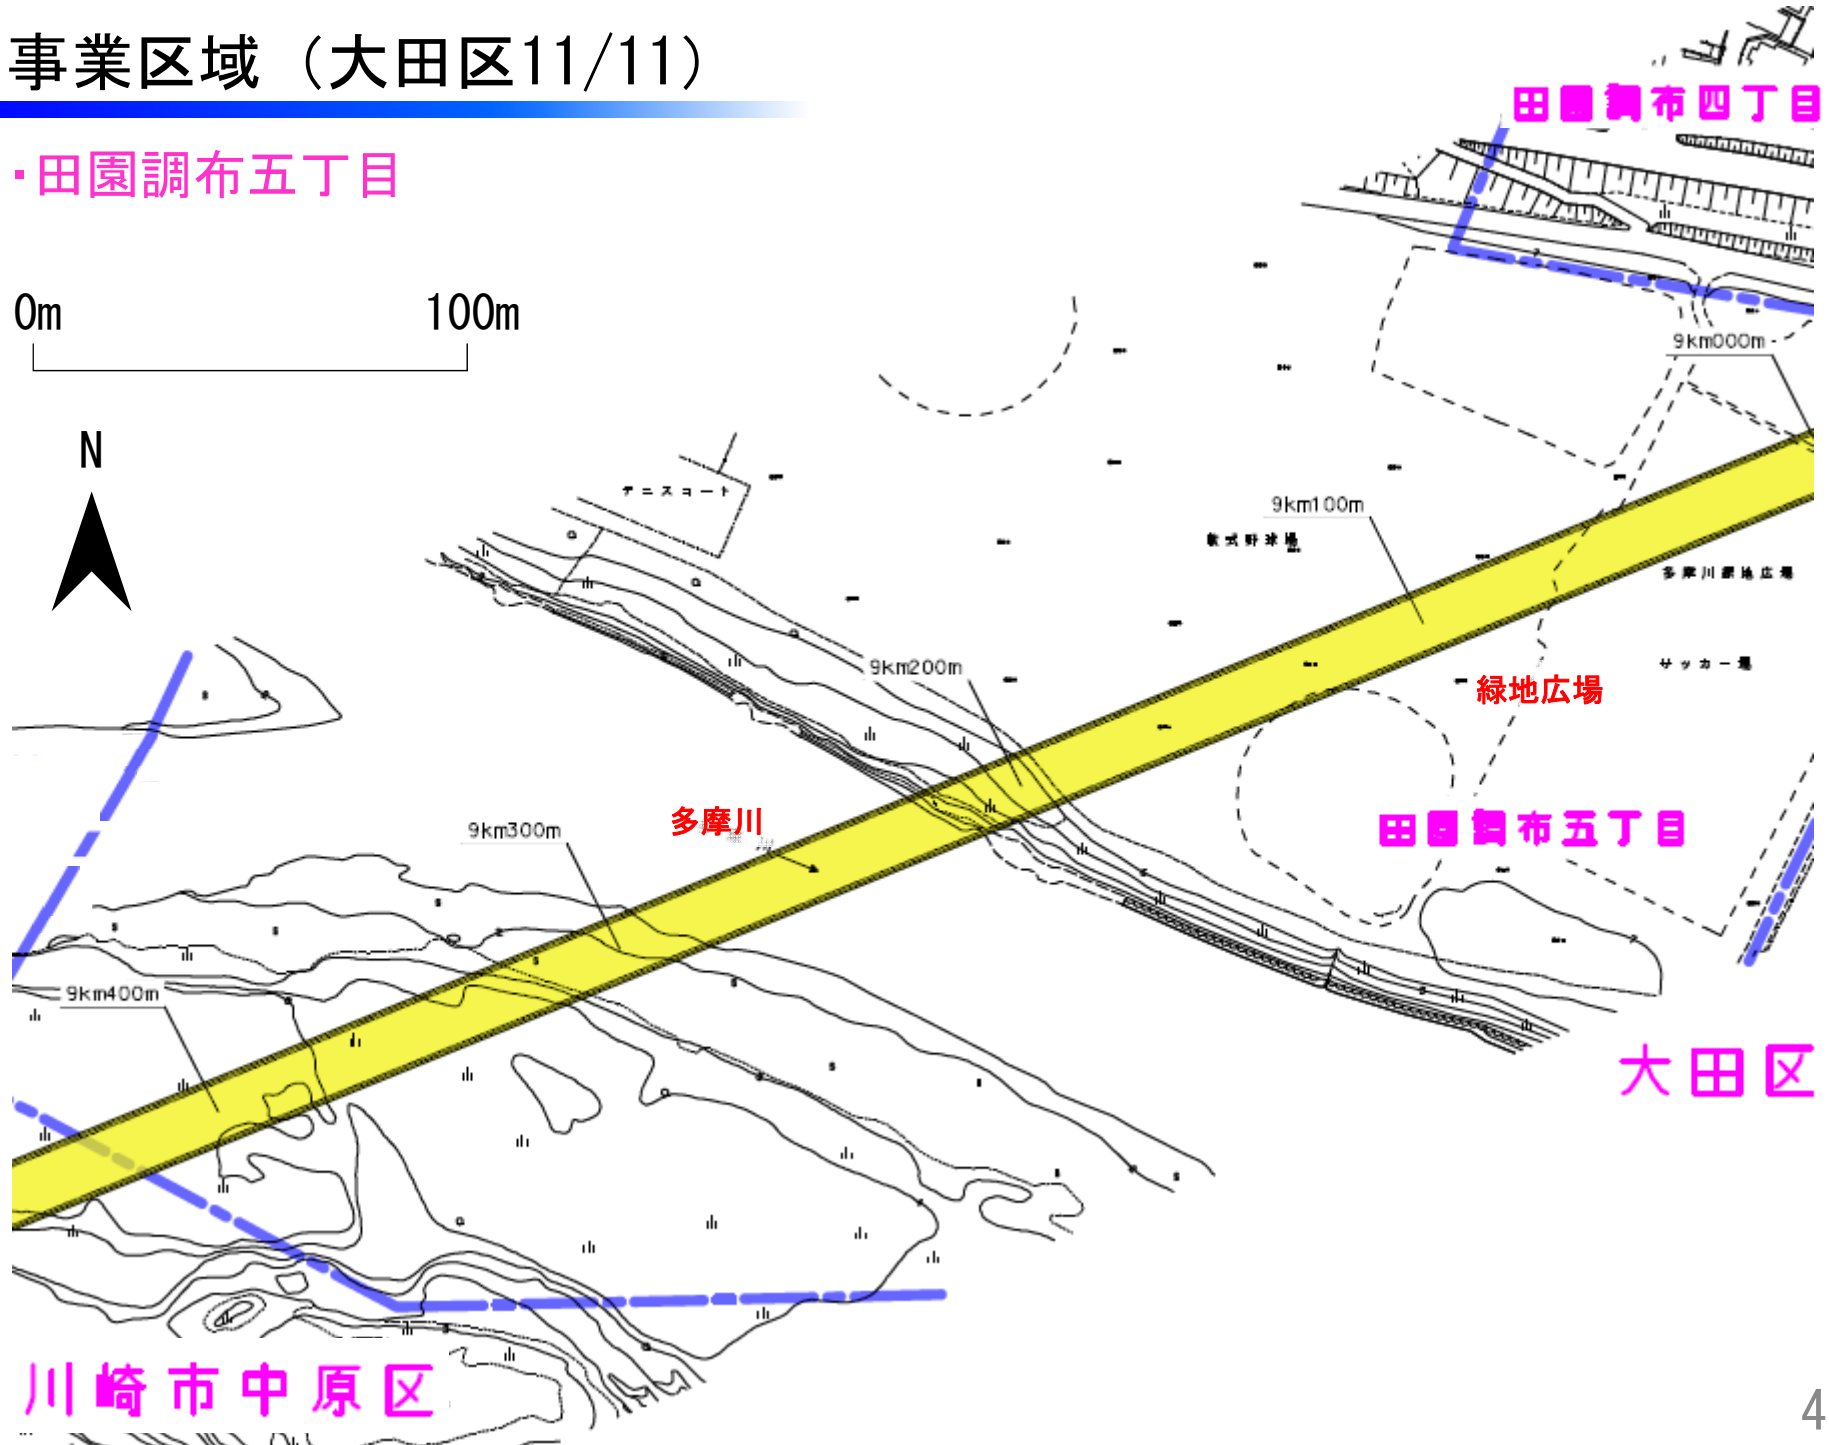 事業区域（大田区11/11）
田園調布四丁目
・田園調布五丁目
0m 100m
9km000m
N
テニスコート
9km100m
軟式野球場
多摩川緑地広場
9km200m
サッカー場
緑地広場
多摩川
9km300m
田園調布五丁目
9km400m
大田区
川崎市中原区
4